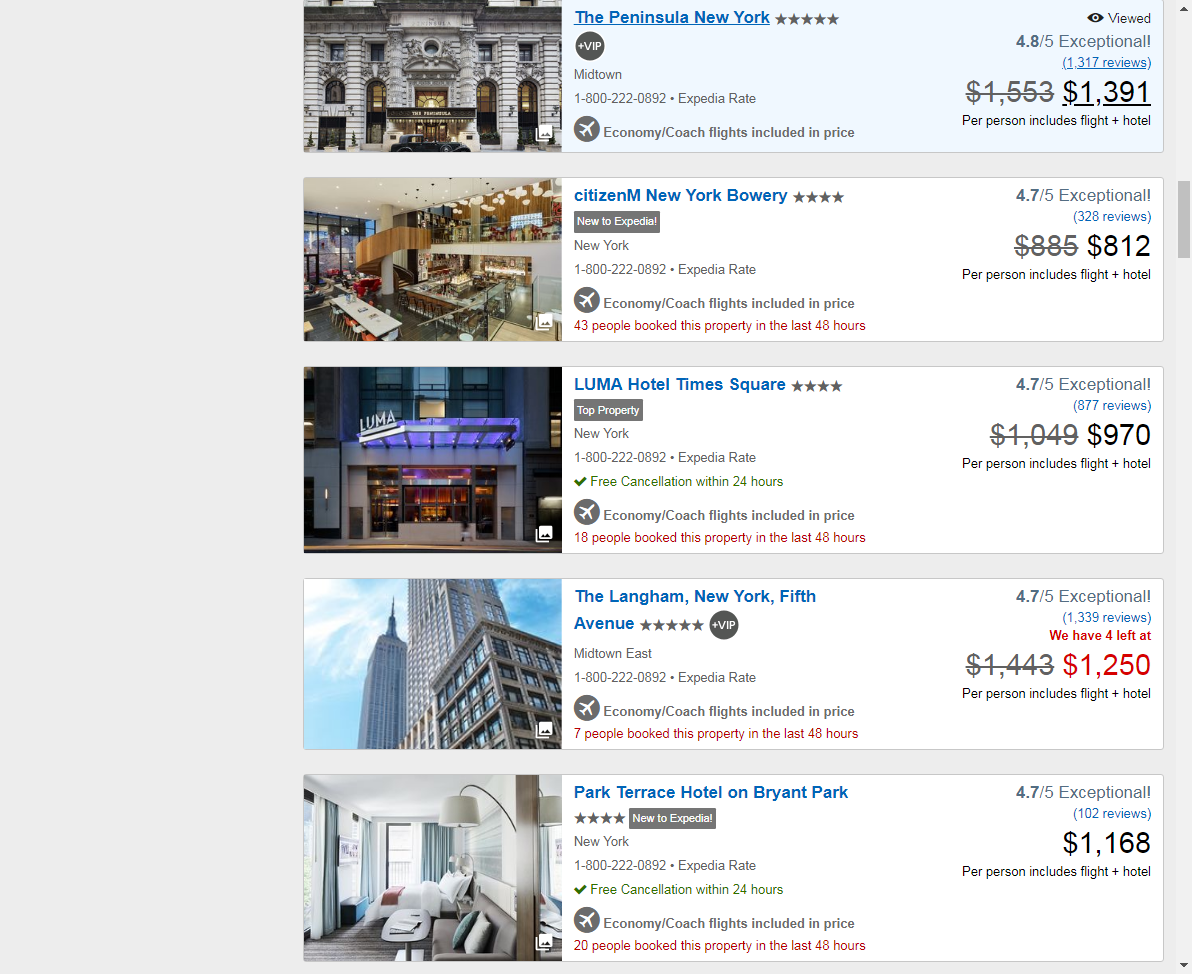 The Peninsula New York
Viewed
+VIP
4.8/5 Exceptional!
(1,317 reviews)
Midtown
$1,553 $1,391
1-800-222-0892 • Expedia Rate
Per person includes flight + hotel
Economy/Coach flights included in price
THE PENINSULA
citizenM New York Bowery
4.7/5 Exceptional!
New to Expedia!
(328 reviews)
New York
$885 $812
1-800-222-0892 • Expedia Rate
Per person includes flight + hotel
Economy/Coach flights included in price
43 people booked this property in the last 48 hours
LUMA
LUMA Hotel Times Square
4.7/5 Exceptional!
Top Property
(877 reviews)
New York
$1,049 $970
1-800-222-0892 • Expedia Rate
Per person includes flight + hotel
Free Cancellation within 24 hours
Economy/Coach flights included in price
18 people booked this property in the last 48 hours
The Langham, New York, Fifth
Avenue
+VIP
4.7/5 Exceptional!
(1,339 reviews)
We have 4 left at
Midtown East
$1,443 $1,250
1-800-222-0892 • Expedia Rate
Per person includes flight + hotel
Economy/Coach flights included in price
7 people booked this property in the last 48 hours
Park Terrace Hotel on Bryant Park
4.7/5 Exceptional!
New to Expedia!
(102 reviews)
New York
$1,168
1-800-222-0892 • Expedia Rate
Per person includes flight + hotel
Free Cancellation within 24 hours
Economy/Coach flights included in price
20 people booked this property in the last 48 hours